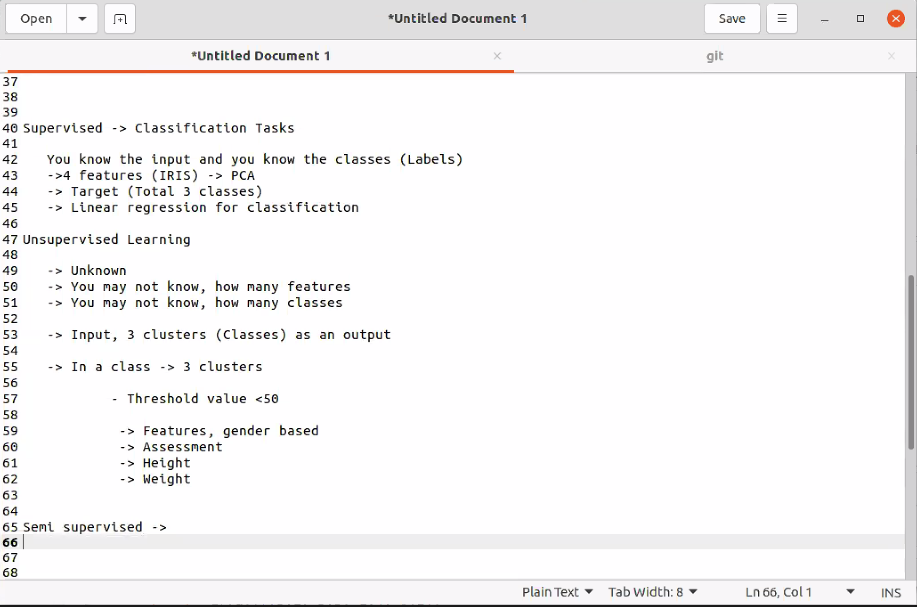 Open
*Untitled Document 1
Save
*Untitled Document 1
git
37
38
39
40 Supervised -> Classification Tasks
41
42 You know the input and you know the classes (Labels)
43 ->4 features (IRIS) -> PCA
44 -> Target (Total 3 classes)
45 -> Linear regression for classification
46
47 Unsupervised Learning
48
49 -> Unknown
50 -> You may not know, how many features
51 -> You may not know, how many classes
52
53 -> Input, 3 clusters (Classes) as an output
54
55 -> In a class -> 3 clusters
56
57 - Threshold value <50
58
59 -> Features, gender based
60 -> Assessment
61 -> Height
62 -> Weight
63
64
65 Semi supervised ->
66
67
68
Plain Text Tab Width: 8 Ln 66, Col 1 INS